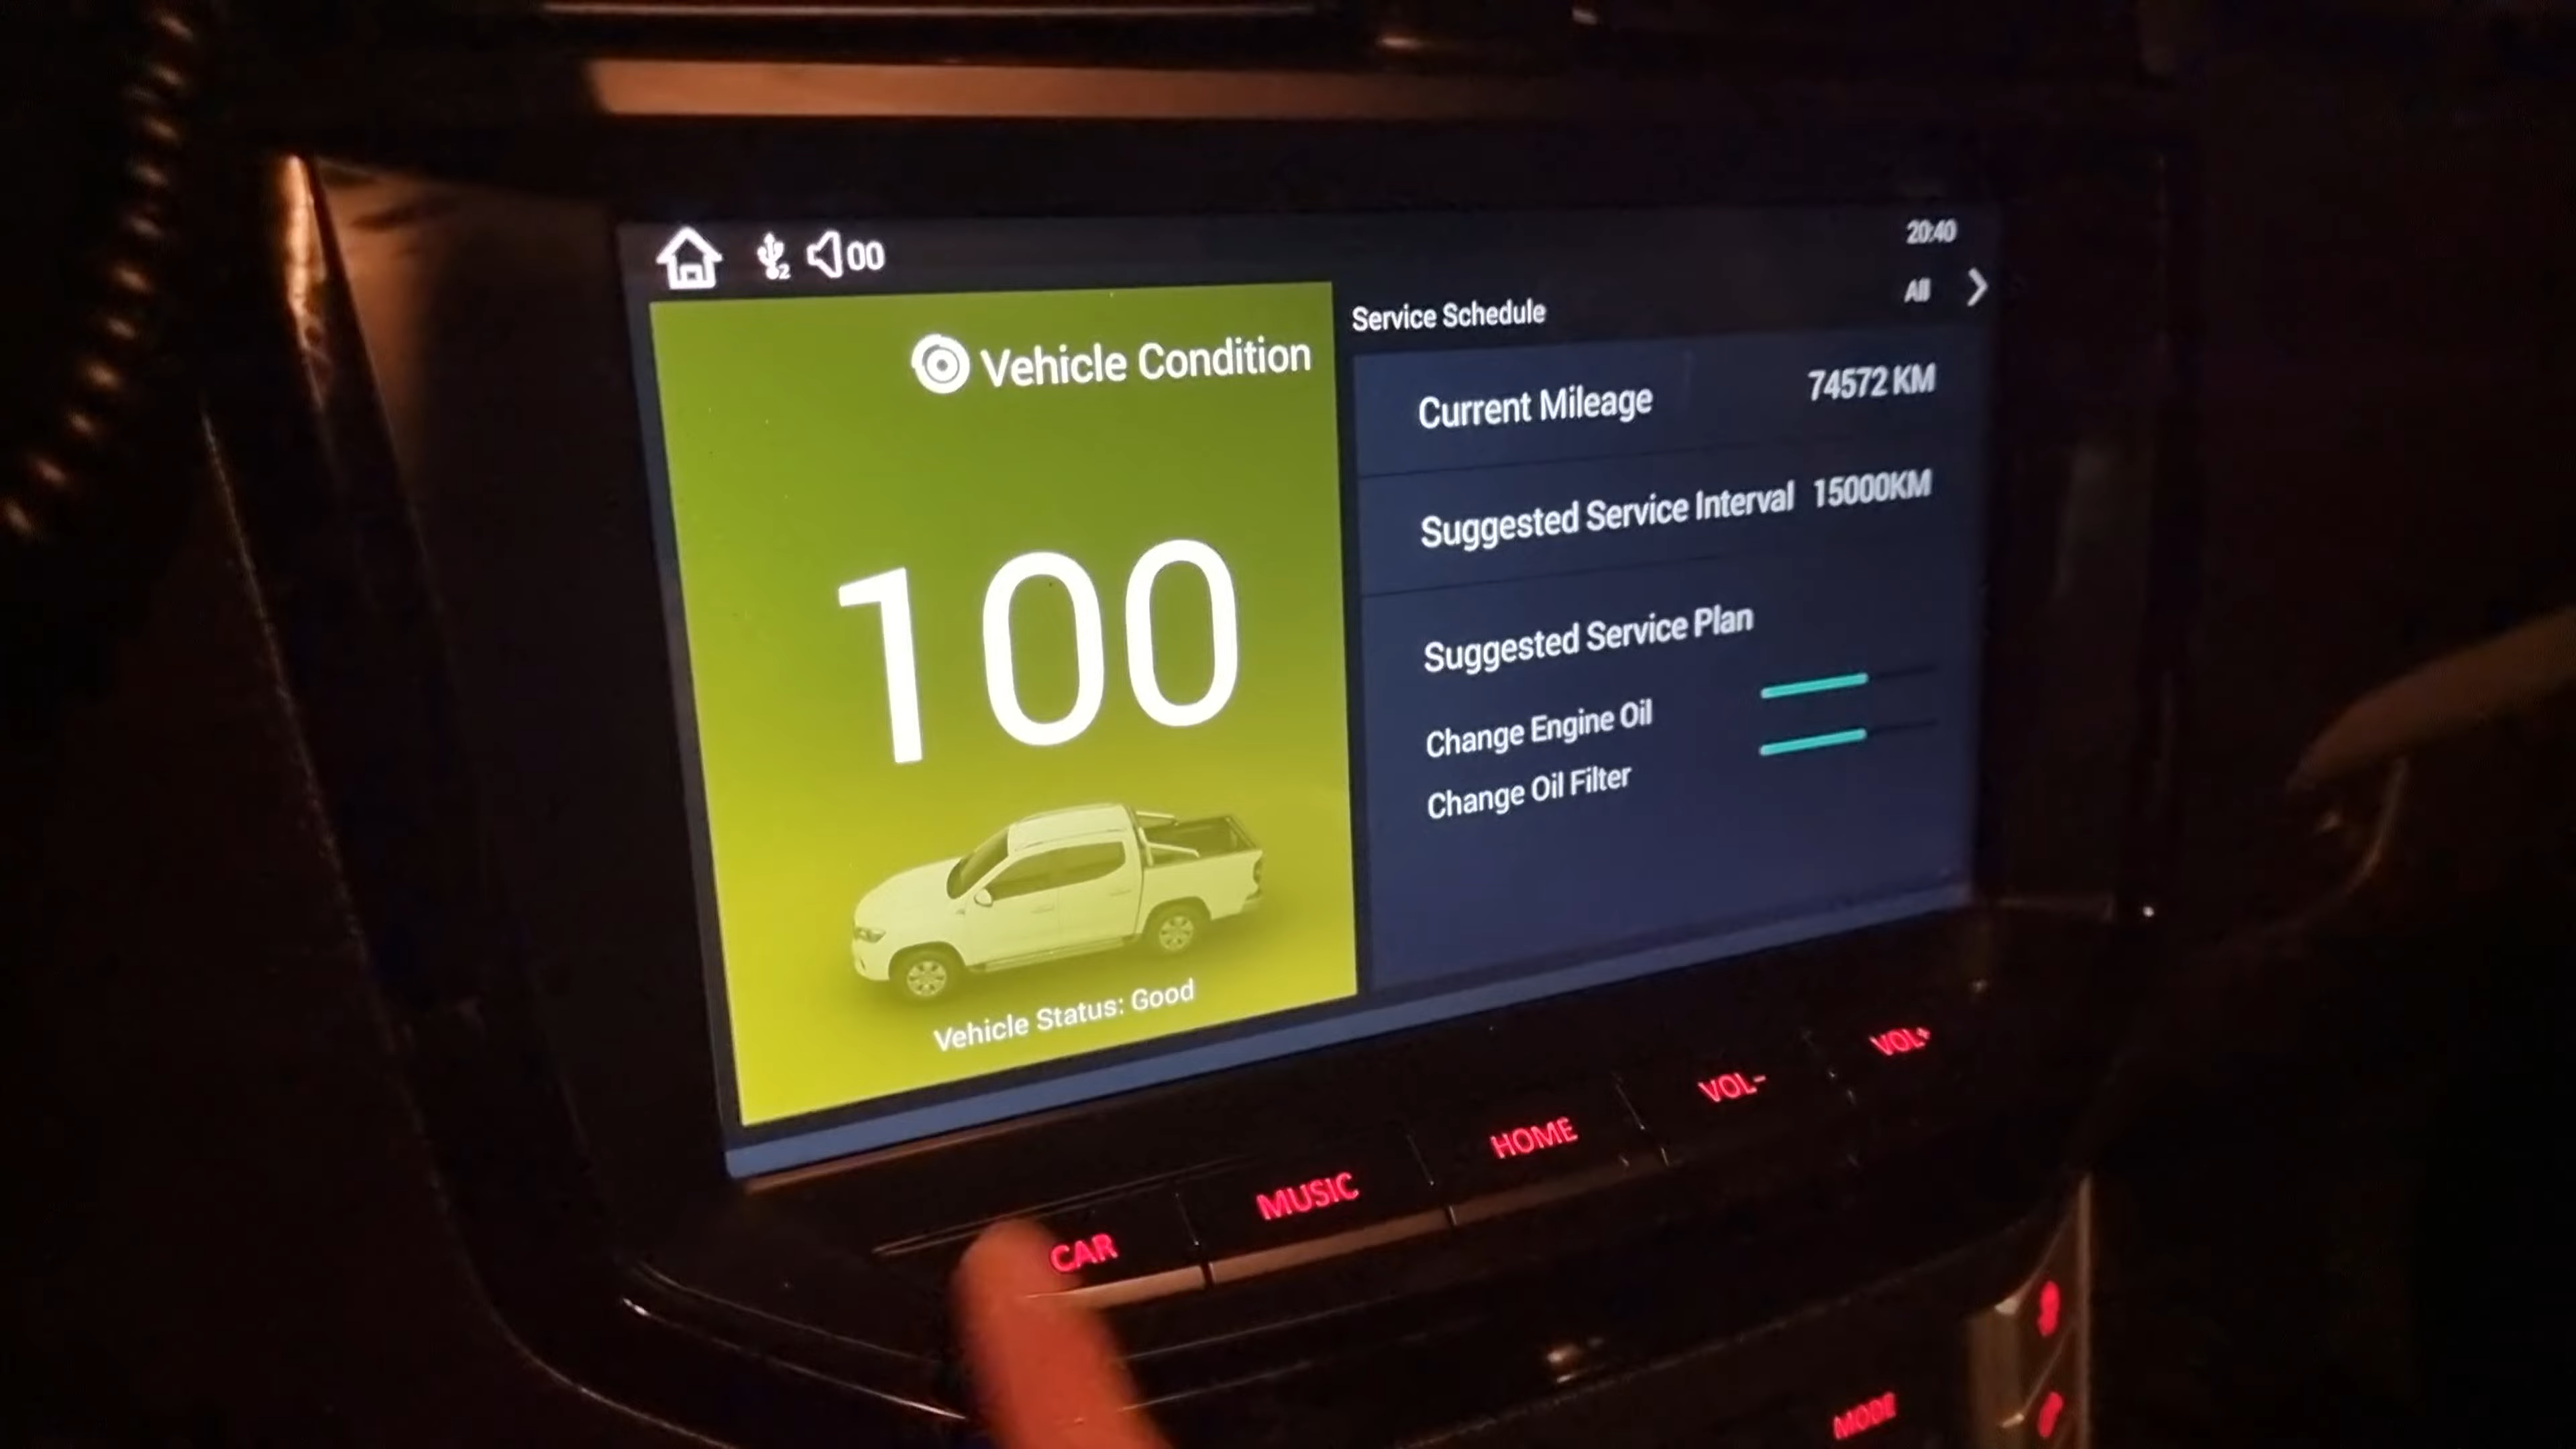 2 00
20:40
Vehicle Condition
100
Vehicle Status: Good
Service Schedule
All
Current Mileage 74572 KM
Suggested Service Interval 15000KM
Suggested Service Plan
Change Engine Oil
Change Oil Filter
CAR
MUSIC
HOME
VOL-
VOL+
MODE